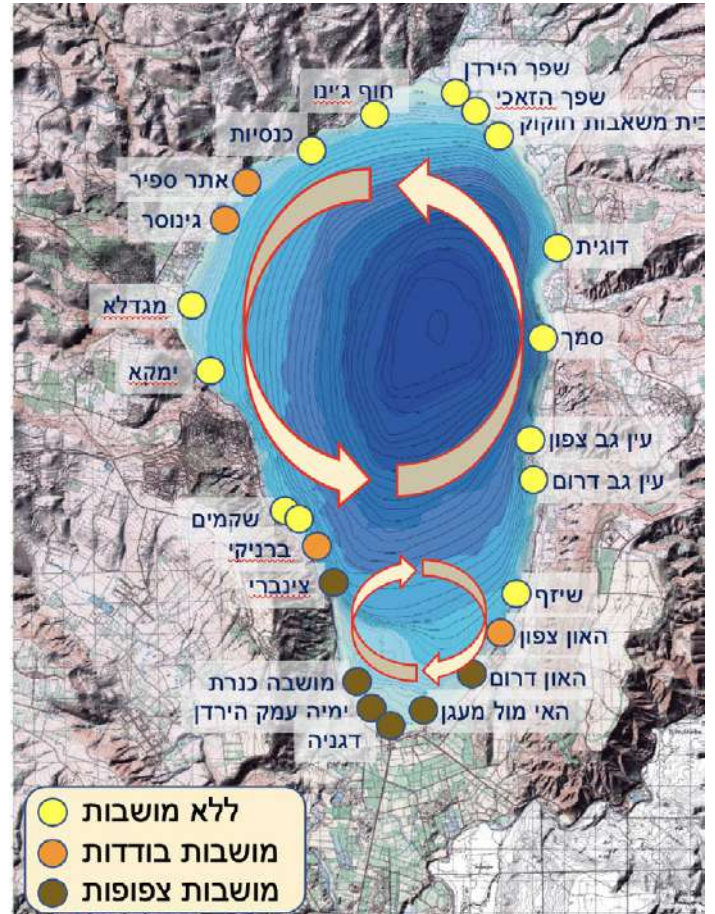 שפך הירדן
שפך הזאכי
בית משאבות חוקוק
חוף ג'ינו
כנסיות
אתר ספיר
גינוסר
דוגית
מגדלא
סמך
ימקא
עין גב צפון
עין גב דרום
שקמים
ברניקי
צינברי
שיזף
האון צפון
האון דרום
מושבה כנרת
ימיה עמק הירדן
האי מול מעגן
דגניה
ללא מושבות
מושבות בודדות
מושבות צפופות